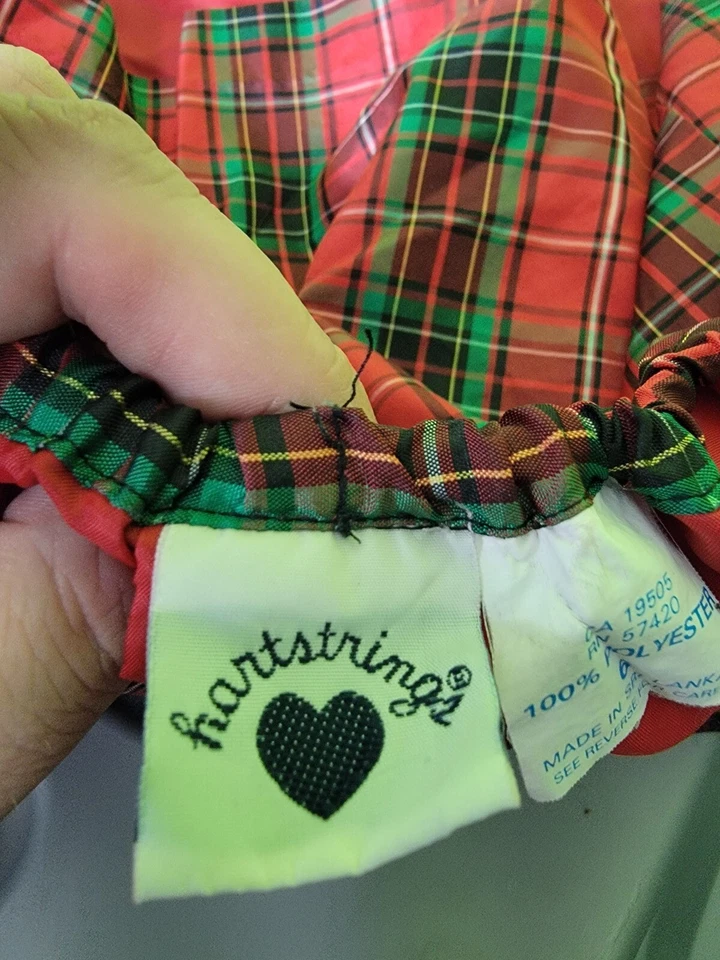 hartstrings®
CA 19505
RN 57420
100% POLYESTER
MADE IN SRI LANKA
SEE REVERSE FOR CARE